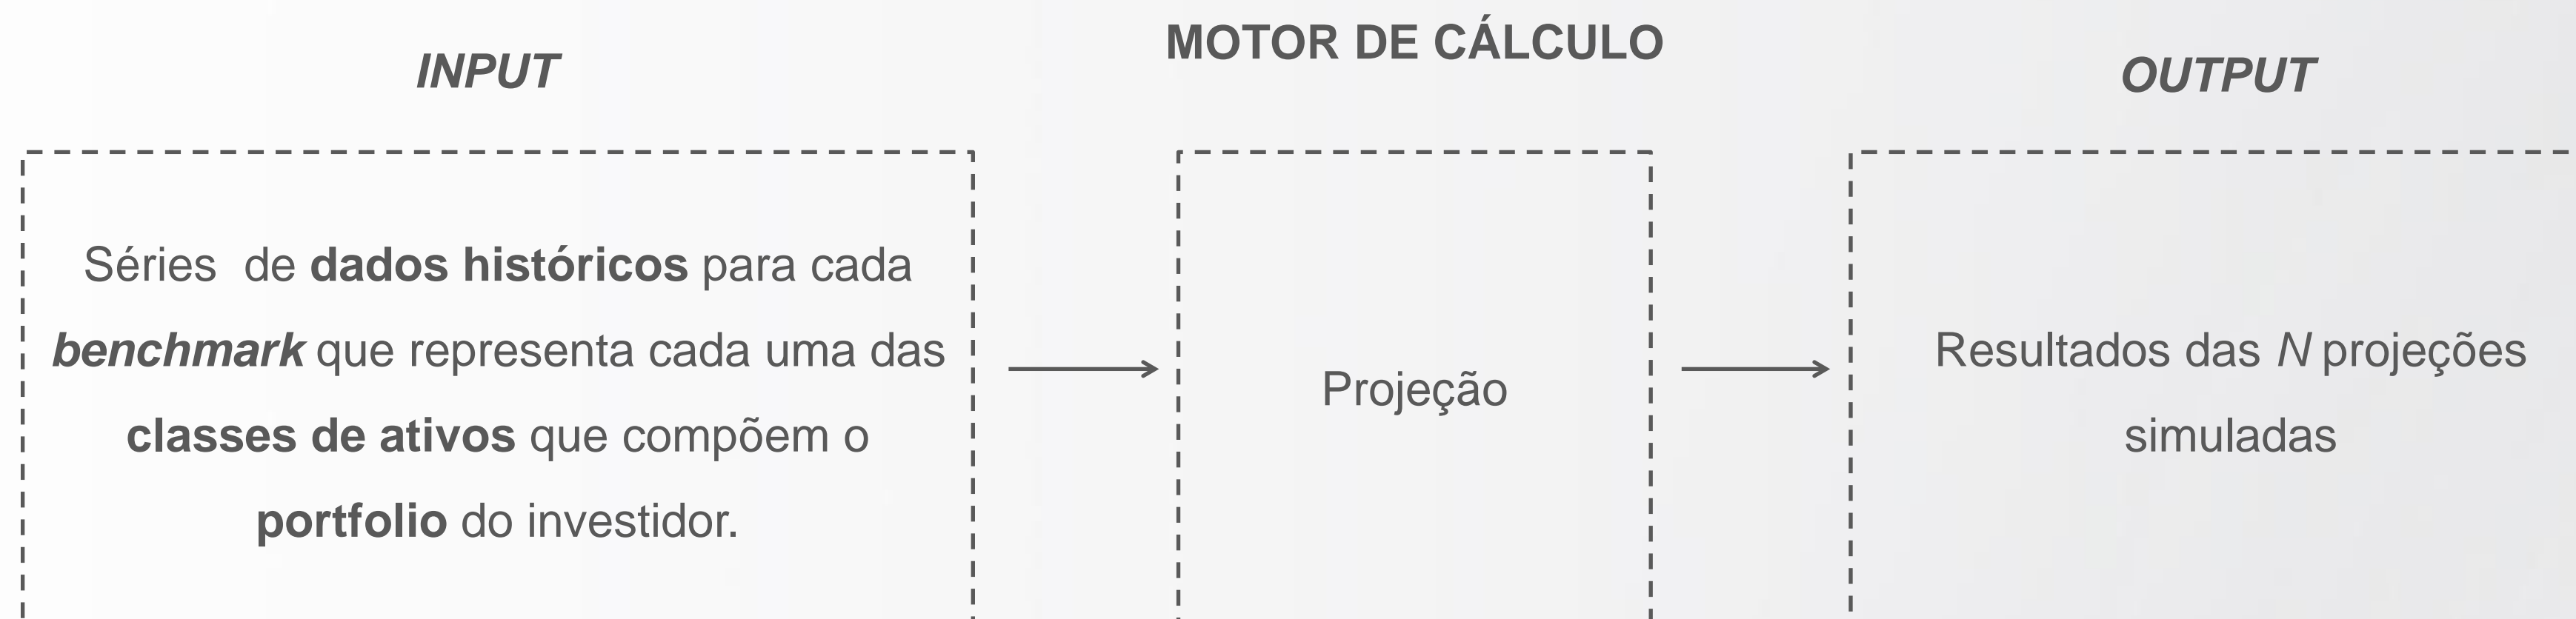 INPUT
MOTOR DE CÁLCULO
OUTPUT
Séries de dados históricos para cada
benchmark que representa cada uma das
classes de ativos que compõem o
portfolio do investidor.
Projeção
Resultados das N projeções
simuladas